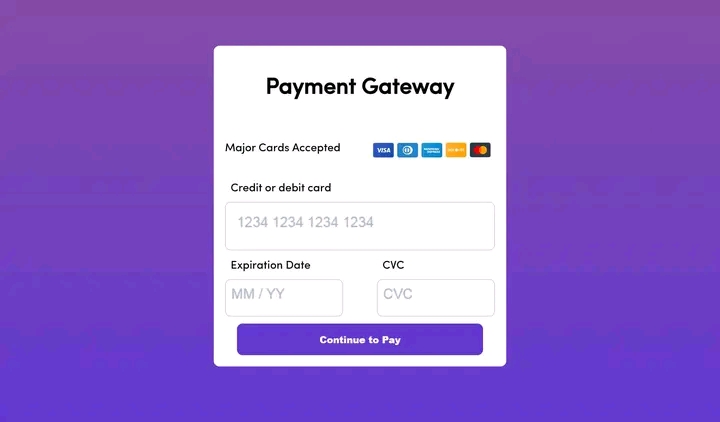 Payment Gateway
Major Cards Accepted VISA
Credit or debit card
1234 1234 1234 1234
Expiration Date CVC
MM / YY CVC
Continue to Pay